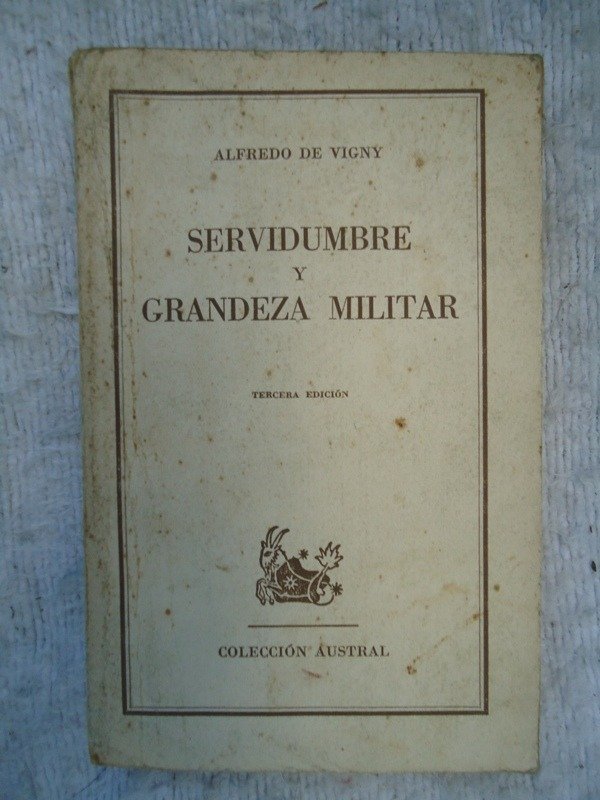 ALFREDO DE VIGNY
SERVIDUMBRE
Y
GRANDEZA MILITAR
TERCERA EDICIÓN
COLECCIÓN AUSTRAL